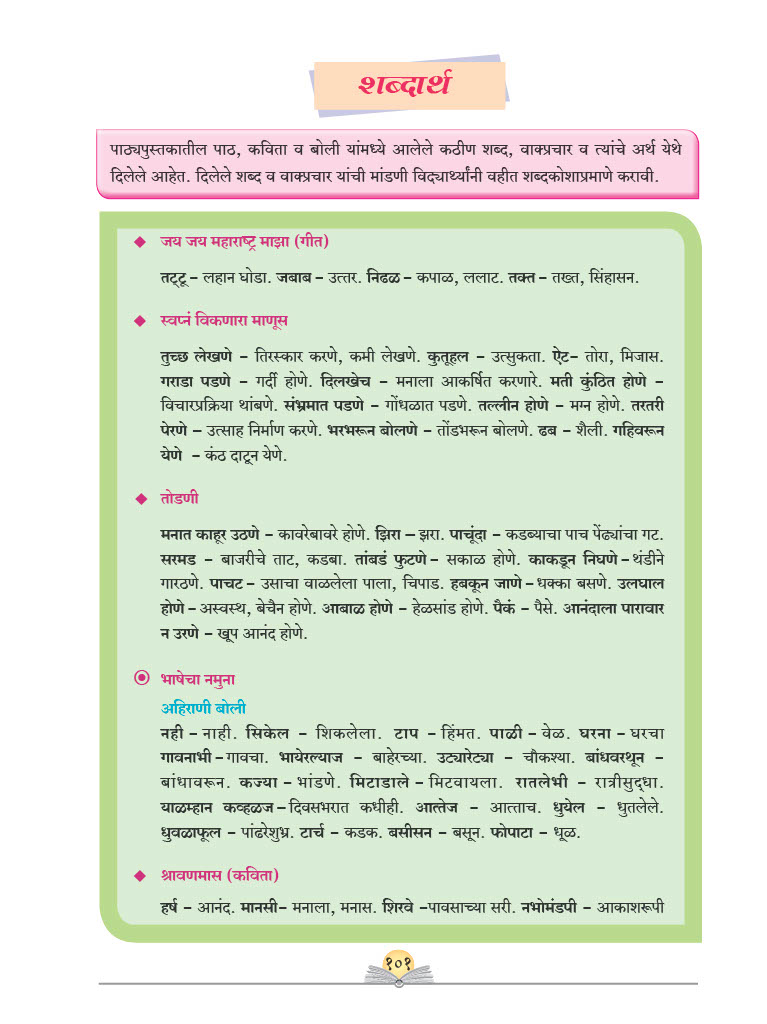 शब्दार्थ
पाठ्यपुस्तकातील पाठ, कविता व बोली यांमध्ये आलेले कठीण शब्द, वाक्प्रचार व त्यांचे अर्थ येथे
दिलेले आहेत. दिलेले शब्द व वाक्प्रचार यांची मांडणी विद्यार्थ्यांनी वहीत शब्दकोशाप्रमाणे करावी.
◆ जय जय महाराष्ट्र माझा (गीत)
तट्टू – लहान घोडा. जबाब – उत्तर. निढळ – कपाळ, ललाट. तक्त – तख्त, सिंहासन.
◆ स्वप्नं विकणारा माणूस
तुच्छ लेखणे – तिरस्कार करणे, कमी लेखणे. कुतूहल – उत्सुकता. ऐट– तोरा, मिजास.
गराडा पडणे – गर्दी होणे. दिलखेच – मनाला आकर्षित करणारे. मती कुंठित होणे –
विचारप्रक्रिया थांबणे. संभ्रमात पडणे – गोंधळात पडणे. तल्लीन होणे – मग्न होणे. तरतरी
पेरणे – उत्साह निर्माण करणे. भरभरून बोलणे – तोंडभरून बोलणे. ढब – शैली. गहिवरून
येणे – कंठ दाटून येणे.
◆ तोडणी
मनात काहूर उठणे – कावरेबावरे होणे. झिरा – झरा. पाचूंदा – कडब्याचा पाच पेंढ्यांचा गट.
सरमड – बाजरीचे ताट, कडबा. तांबडं फुटणे – सकाळ होणे. काकडून निघणे – थंडीने
गारठणे. पाचट – उसाचा वाळलेला पाला, चिपाड. हबकून जाणे – धक्का बसणे. उलघाल
होणे – अस्वस्थ, बेचैन होणे. आबाळ होणे – हेळसांड होणे. पैकं – पैसे. आनंदाला पारावार
न उरणे – खूप आनंद होणे.
भाषेचा नमुना
अहिराणी बोली
नही – नाही. सिकेल – शिकलेला. टाप – हिंमत. पाळी – वेळ. घरना – घरचा
गावनाभी – गावचा. भायेरल्याज – बाहेरच्या. उट्यारेट्या – चौकश्या. बांधवरथून –
बांधावरून. कज्या – भांडणे. मिटाडाले – मिटवायला. रातलेभी – रात्रीसुद्धा.
याळम्हान कव्हळज – दिवसभरात कधीही. आत्तेज – आत्ताच. धुयेल – धुतलेले.
धुवळाफूल – पांढरेशुभ्र. टार्च – कडक. बसीसन – बसून. फोपाटा – धूळ.
◆ श्रावणमास (कविता)
हर्ष – आनंद. मानसी– मनाला, मनास. शिरवे –पावसाच्या सरी. नभोमंडपी – आकाशरूपी
१०१